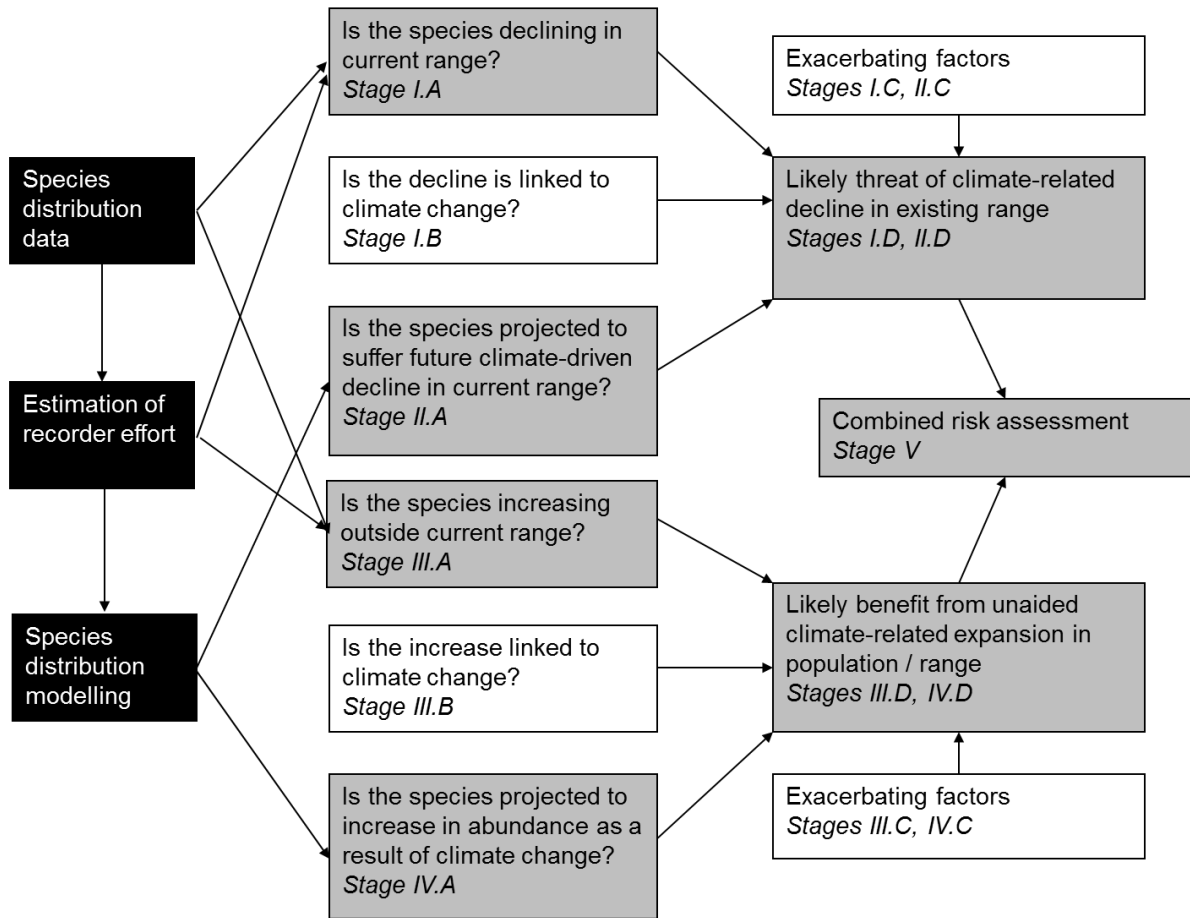 Species
distribution
data
Estimation of
recorder effort
Species
distribution
modelling
Is the species declining in
current range?
Stage I.A
Is the decline is linked to
climate change?
Stage I.B
Is the species projected to
suffer future climate-driven
decline in current range?
Stage II.A
Is the species increasing
outside current range?
Stage III.A
Is the increase linked to
climate change?
Stage III.B
Is the species projected to
increase in abundance as a
result of climate change?
Stage IV.A
Exacerbating factors
Stages I.C, II.C
Likely threat of climate-related
decline in existing range
Stages I.D, II.D
Combined risk assessment
Stage V
Likely benefit from unaided
climate-related expansion in
population / range
Stages III.D, IV.D
Exacerbating factors
Stages III.C, IV.C